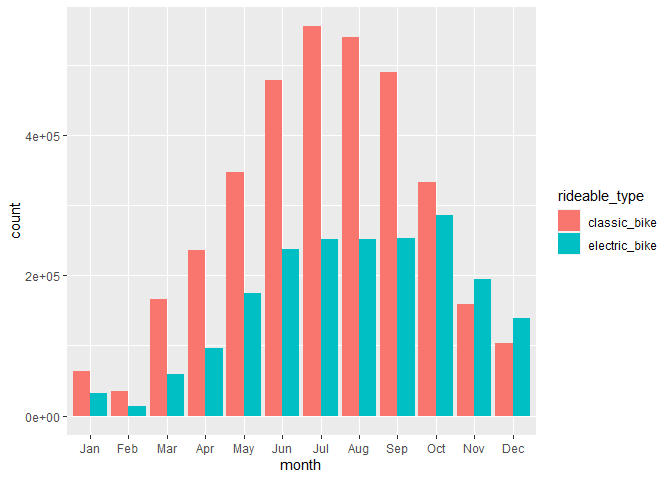 count
4e+05
2e+05
0e+00
Jan Feb Mar Apr May Jun Jul Aug Sep Oct Nov Dec
month
rideable_type
classic_bike
electric_bike